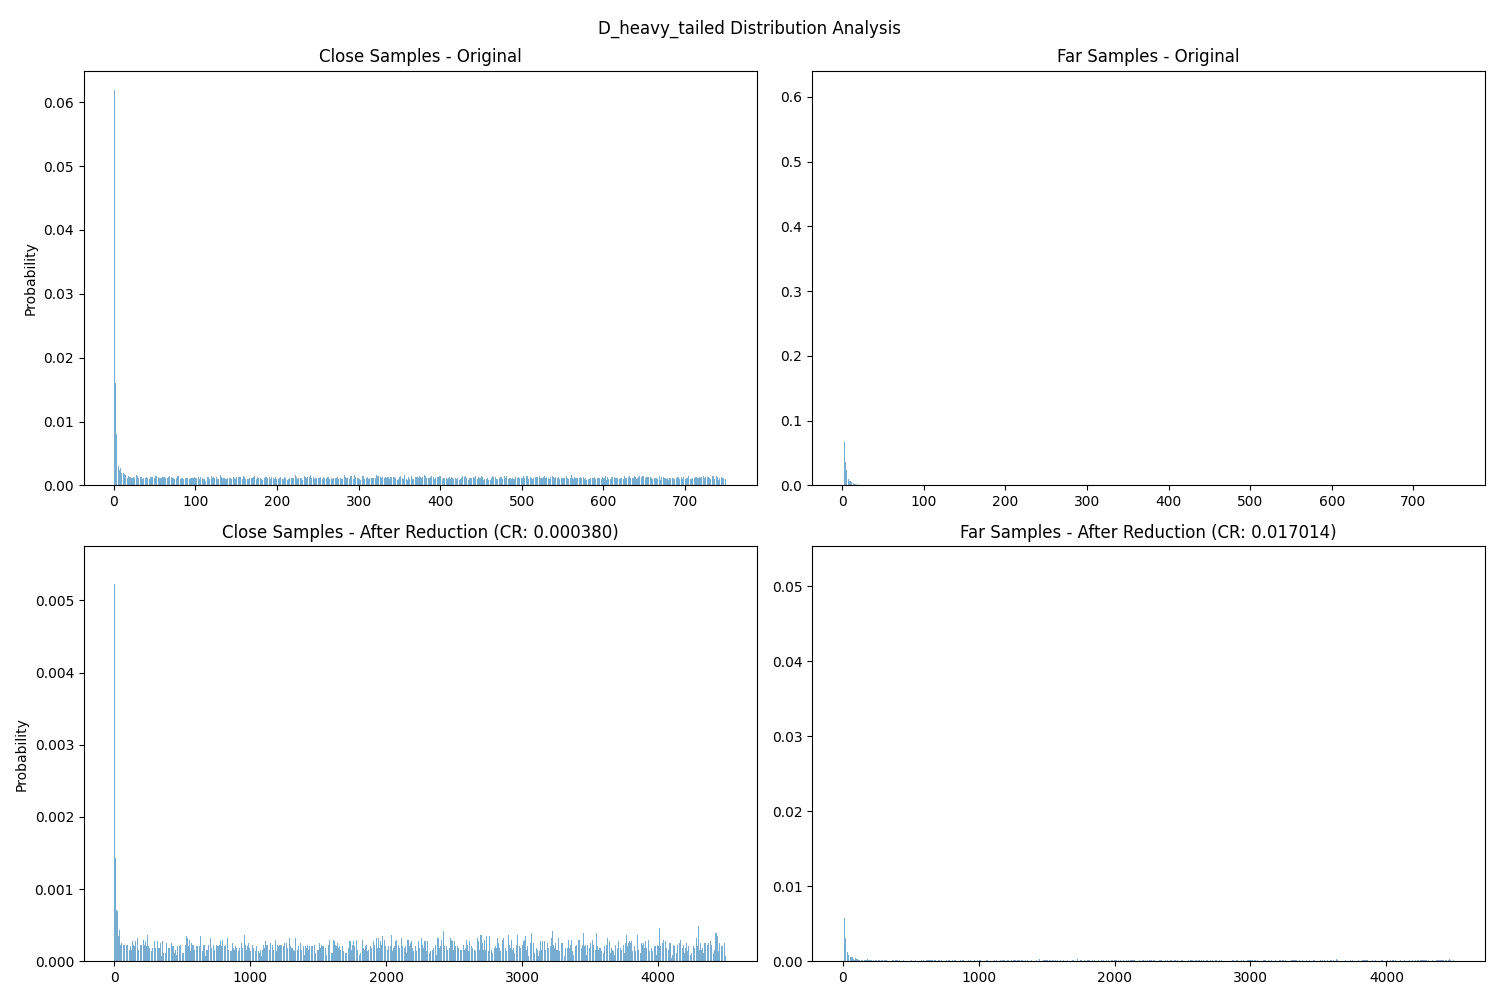 D_heavy_tailed Distribution Analysis
Close Samples - Original
Far Samples - Original
Probability
0.06
0.05
0.04
0.03
0.02
0.01
0.00
0 100 200 300 400 500 600 700
0.6
0.5
0.4
0.3
0.2
0.1
0.0
0 100 200 300 400 500 600 700
Close Samples - After Reduction (CR: 0.000380)
Far Samples - After Reduction (CR: 0.017014)
Probability
0.005
0.004
0.003
0.002
0.001
0.000
0 1000 2000 3000 4000
0.05
0.04
0.03
0.02
0.01
0.00
0 1000 2000 3000 4000